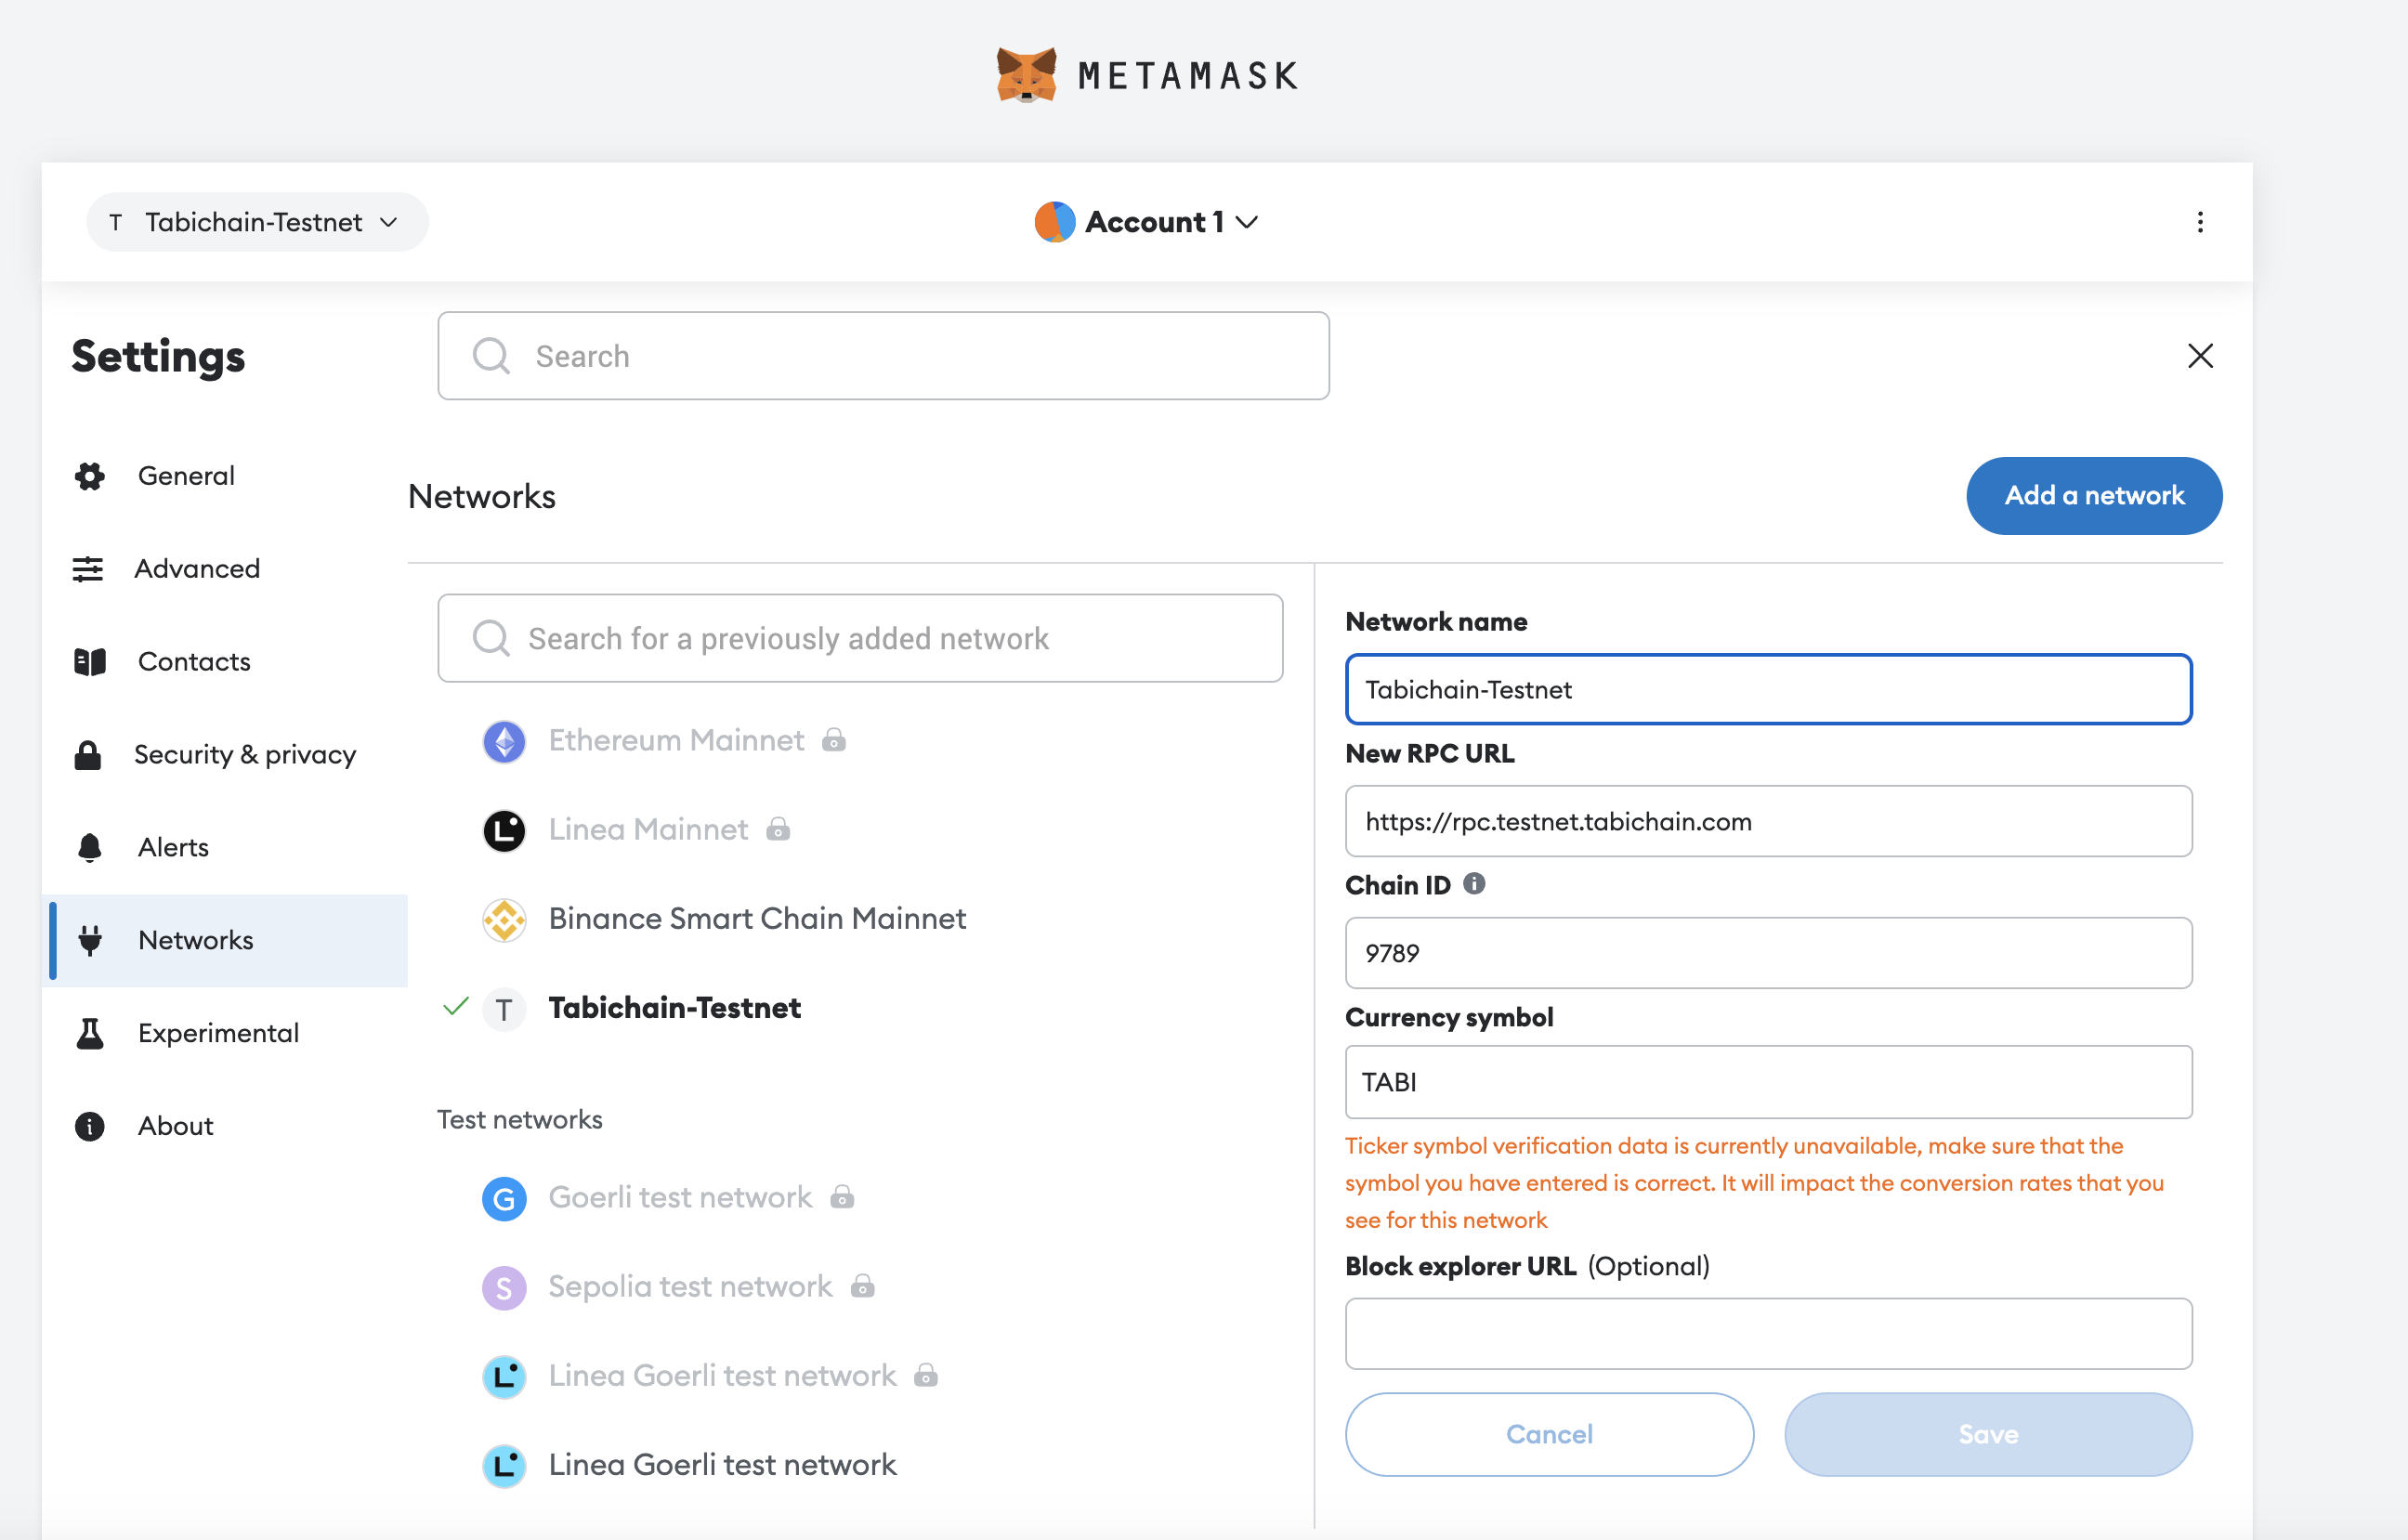 METAMASK
T Tabichain-Testnet
Account 1
Settings
Search
General
Advanced
Contacts
Security & privacy
Alerts
Networks
Experimental
About
Networks
Add a network
Search for a previously added network
Ethereum Mainnet
Linea Mainnet
Binance Smart Chain Mainnet
T Tabichain-Testnet
Test networks
G Goerli test network
S Sepolia test network
L Linea Goerli test network
L Linea Goerli test network
Network name
Tabichain-Testnet
New RPC URL
https://rpc.testnet.tabichain.com
Chain ID
9789
Currency symbol
TABI
Ticker symbol verification data is currently unavailable, make sure that the
symbol you have entered is correct. It will impact the conversion rates that you
see for this network
Block explorer URL (Optional)
Cancel
Save